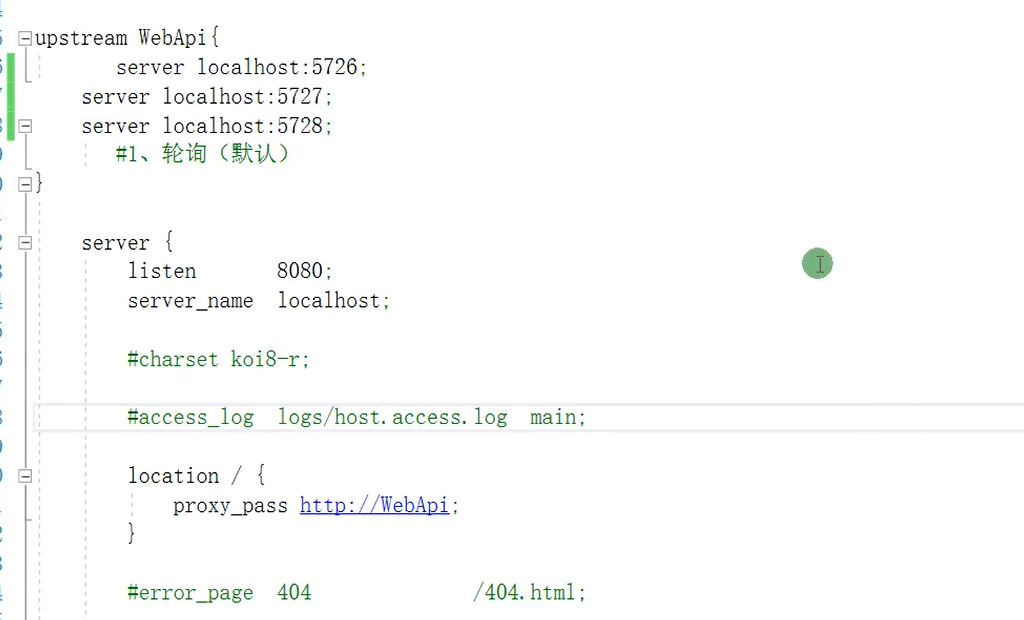 upstream WebApi{
server localhost:5726;
server localhost:5727;
server localhost:5728;
#1、轮询（默认）
}
server {
listen       8080;
server_name  localhost;
#charset koi8-r;
#access_log  logs/host.access.log  main;
location / {
proxy_pass http://WebApi;
}
#error_page  404              /404.html;